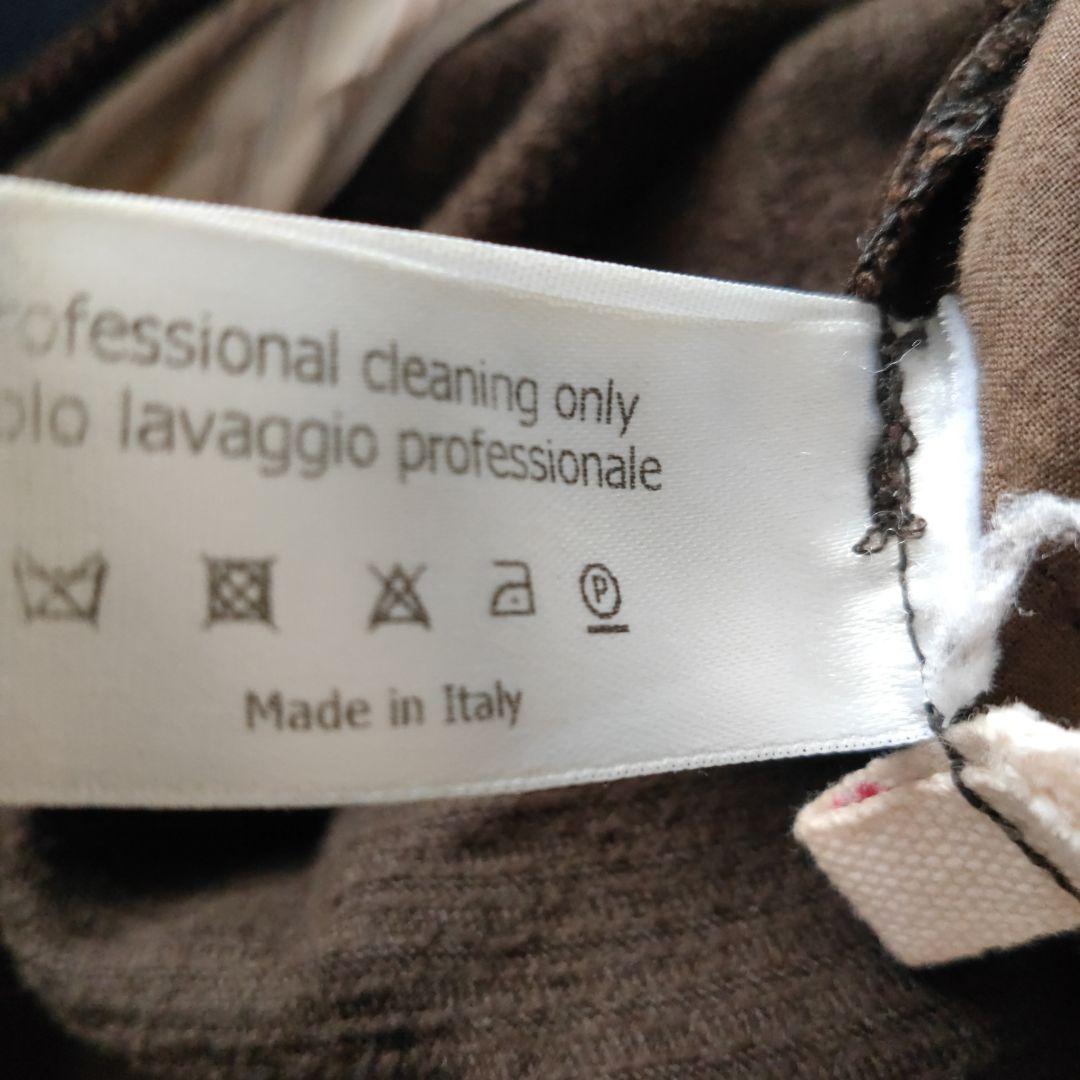 rofessional cleaning only
olo lavaggio professionale
P
Made in Italy